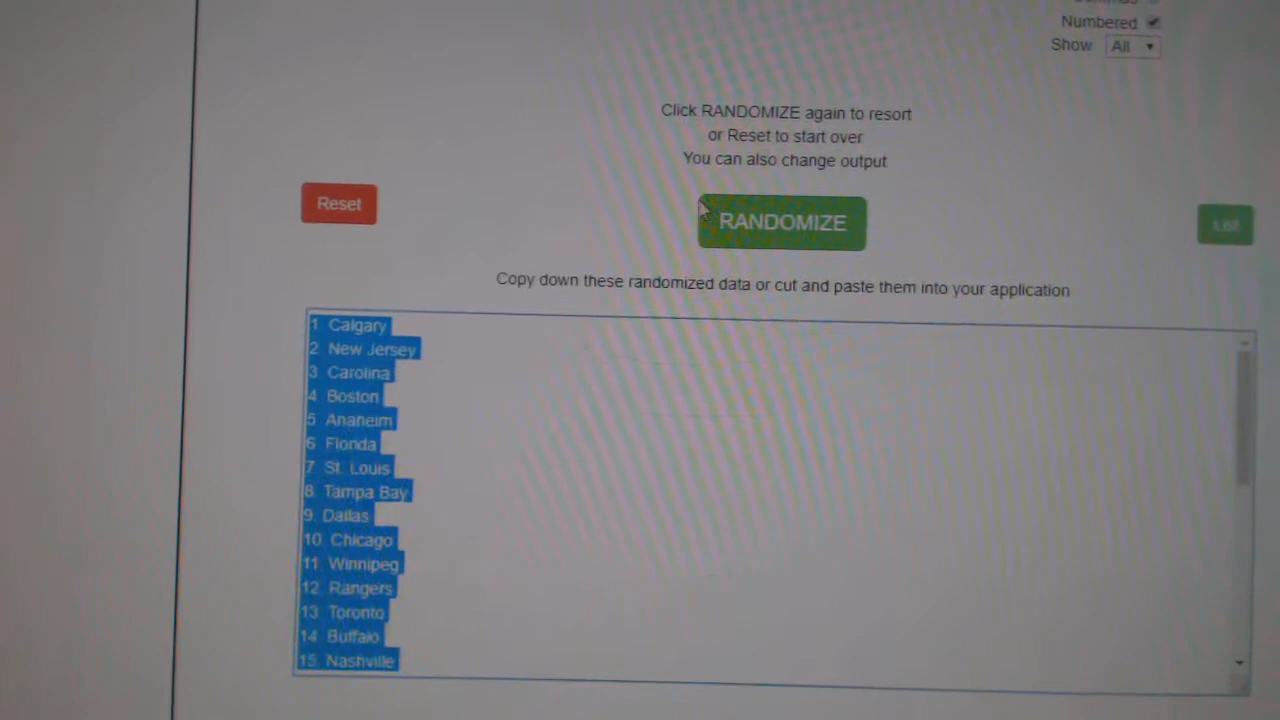 Numbered
Show All
Click RANDOMIZE again to resort
or Reset to start over
You can also change output
Reset
RANDOMIZE
List
Copy down these randomized data or cut and paste them into your application
1 Calgary
2 New Jersey
3 Carolina
4 Boston
5 Anaheim
6 Florida
7 St. Louis
8 Tampa Bay
9. Dallas
10 Chicago
11 Winnipeg
12 Rangers
13 Toronto
14 Buffalo
15 Nashville